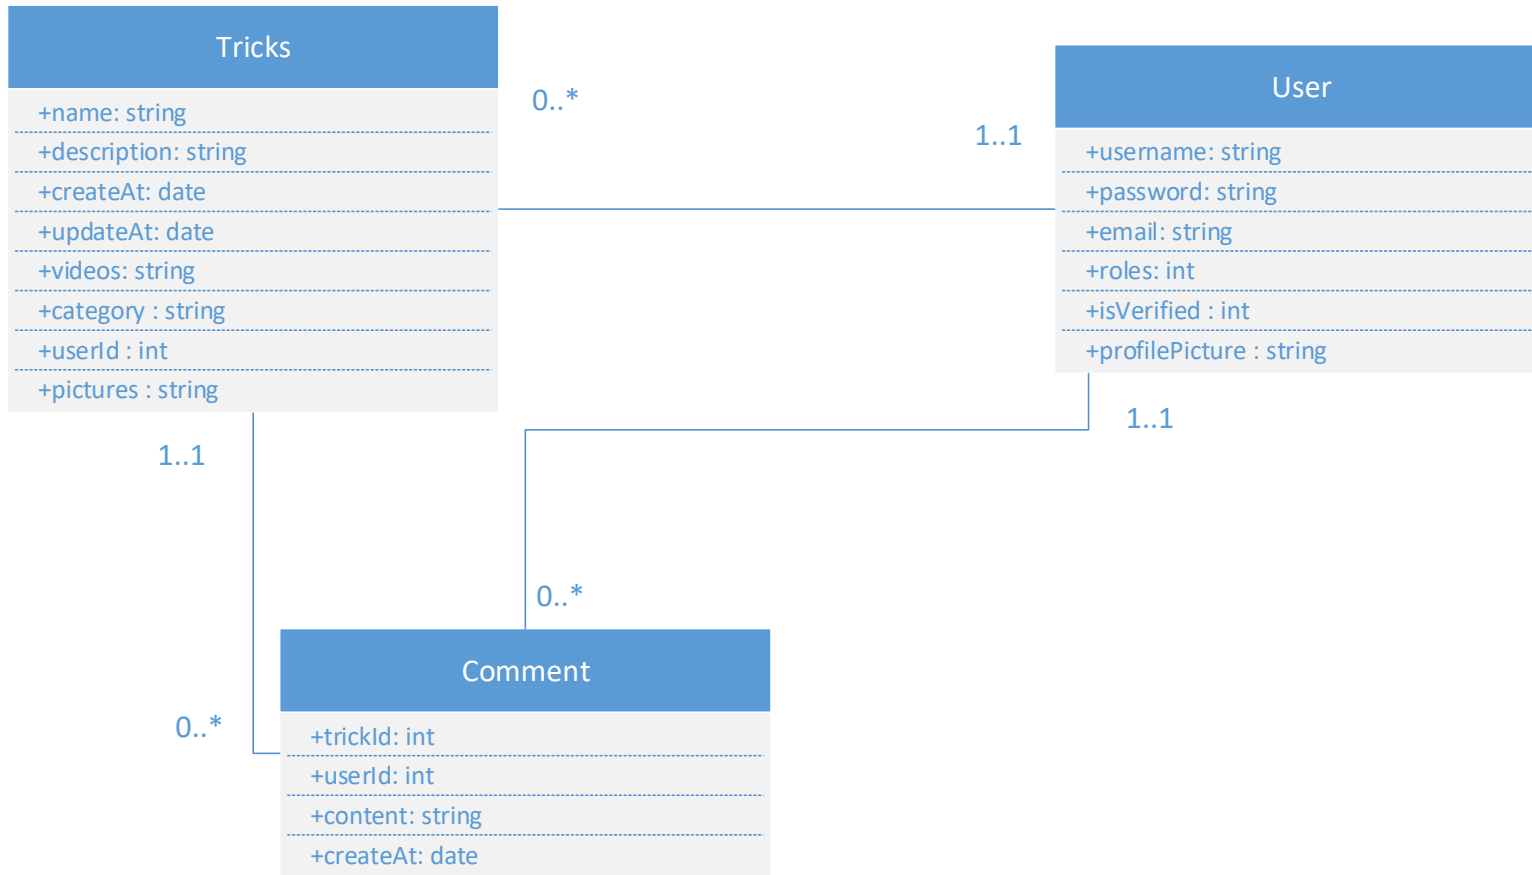 Tricks
+name: string
+description: string
+createAt: date
+updateAt: date
+videos: string
+category : string
+userId : int
+pictures : string
0..*
1..1
User
+username: string
+password: string
+email: string
+roles: int
+isVerified : int
+profilePicture : string
1..1
1..1
0..*
0..*
Comment
+trickId: int
+userId: int
+content: string
+createAt: date